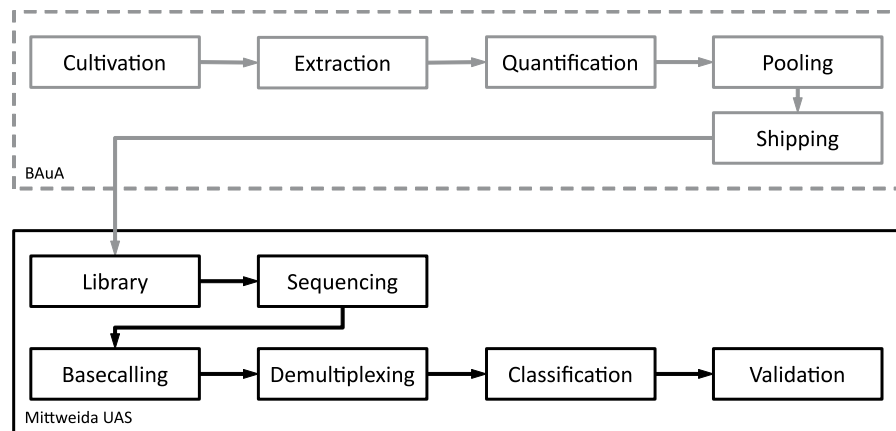 Cultivation
Extraction
Quantification
Pooling
Shipping
BAuA
Library
Sequencing
Basecalling
Demultiplexing
Classification
Validation
Mittweida UAS